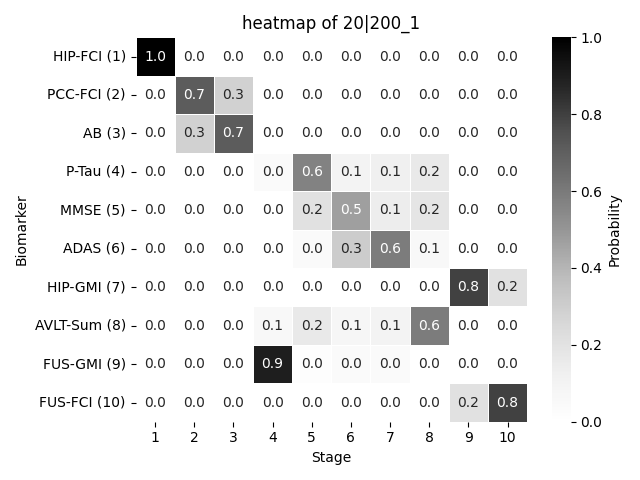 heatmap of 20|200_1
HIP-FCI (1) 1.0 0.0 0.0 0.0 0.0 0.0 0.0 0.0 0.0 0.0
PCC-FCI (2) 0.0 0.7 0.3 0.0 0.0 0.0 0.0 0.0 0.0 0.0
AB (3) 0.0 0.3 0.7 0.0 0.0 0.0 0.0 0.0 0.0 0.0
P-Tau (4) 0.0 0.0 0.0 0.0 0.6 0.1 0.1 0.2 0.0 0.0
MMSE (5) 0.0 0.0 0.0 0.0 0.2 0.5 0.1 0.2 0.0 0.0
ADAS (6) 0.0 0.0 0.0 0.0 0.0 0.3 0.6 0.1 0.0 0.0
HIP-GMI (7) 0.0 0.0 0.0 0.0 0.0 0.0 0.0 0.0 0.8 0.2
AVLT-Sum (8) 0.0 0.0 0.0 0.1 0.2 0.1 0.1 0.6 0.0 0.0
FUS-GMI (9) 0.0 0.0 0.0 0.9 0.0 0.0 0.0 0.0 0.0 0.0
FUS-FCI (10) 0.0 0.0 0.0 0.0 0.0 0.0 0.0 0.0 0.2 0.8
1 2 3 4 5 6 7 8 9 10
Stage
Biomarker
1.0
0.8
0.6
0.4
0.2
0.0
Probability